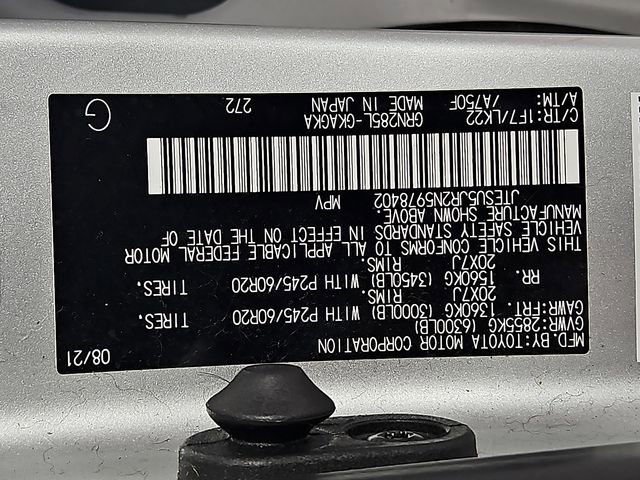 MFD. BY:TOYOTA MOTOR CORPORATION 08/21
GVWR:2855KG (6300LB)
GAWR:FRT. 1360KG (3000LB) WITH P245/60R20 TIRES.
20X7J RIMS
RR. 1560KG (3450LB) WITH P245/60R20 TIRES.
20X7J RIMS
THIS VEHICLE CONFORMS TO ALL APPLICABLE FEDERAL MOTOR
VEHICLE SAFETY STANDARDS IN EFFECT ON THE DATE OF
MANUFACTURE SHOWN ABOVE.
JTESU5JR2N5978402 MPV
C/TR:1F7/LK22 GRN285L-GKAGKA
A/TM: /A750F MADE IN JAPAN 272
G